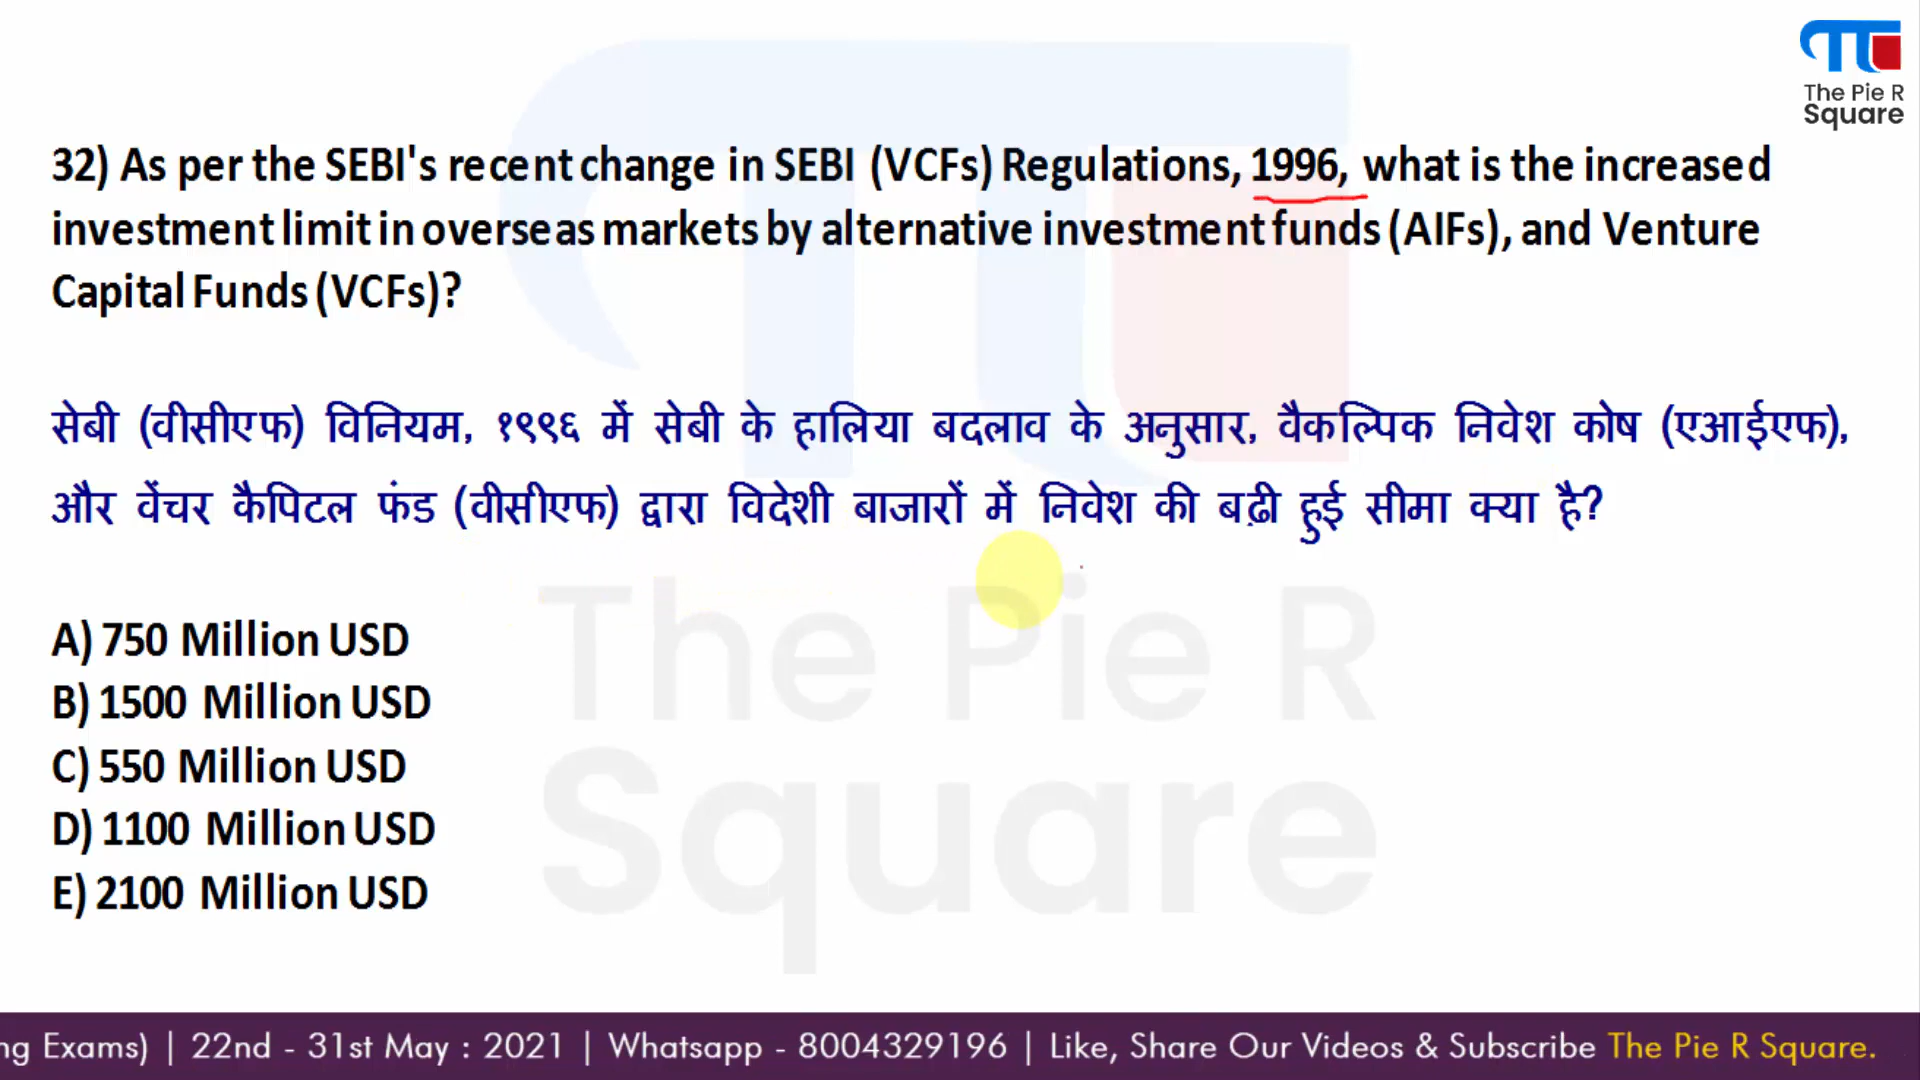 The Pie R
Square
32) As per the SEBI's recent change in SEBI (VCFs) Regulations, 1996, what is the increased
investment limit in overseas markets by alternative investment funds (AIFs), and Venture
Capital Funds (VCFs)?
सेबी (वीसीएफ) विनियम, १९९६ में सेबी के हालिया बदलाव के अनुसार, वैकल्पिक निवेश कोष (एआईएफ),
और वेंचर कैपिटल फंड (वीसीएफ) द्वारा विदेशी बाजारों में निवेश की बढ़ी हुई सीमा क्या है?
The Pie R
Square
A) 750 Million USD
B) 1500 Million USD
C) 550 Million USD
D) 1100 Million USD
E) 2100 Million USD
ng Exams) | 22nd - 31st May : 2021 | Whatsapp - 8004329196 | Like, Share Our Videos & Subscribe The Pie R Square.